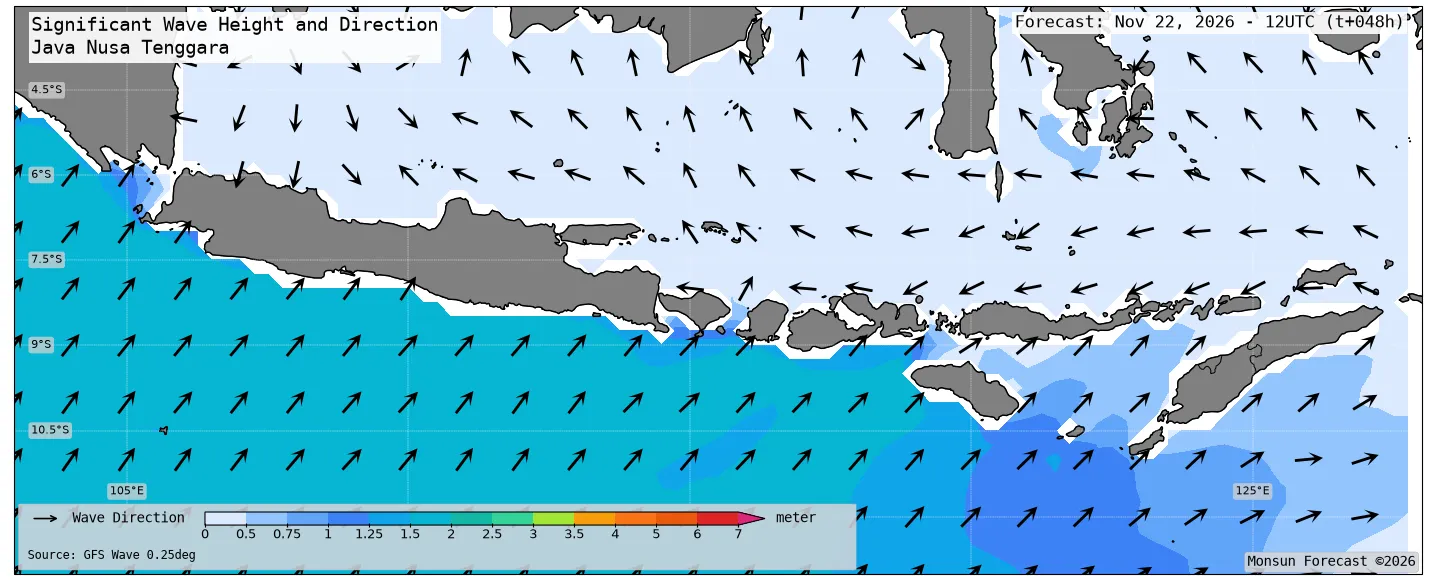 Significant Wave Height and Direction
Java Nusa Tenggara
Forecast: Nov 22, 2026 - 12UTC (t+048h)
4.5°S
6°S
7.5°S
9°S
10.5°S
105°E
125°E
Wave Direction
meter
0 0.5 0.75 1 1.25 1.5 2 2.5 3 3.5 4 5 6 7
Source: GFS Wave 0.25deg
Monsun Forecast ©2026